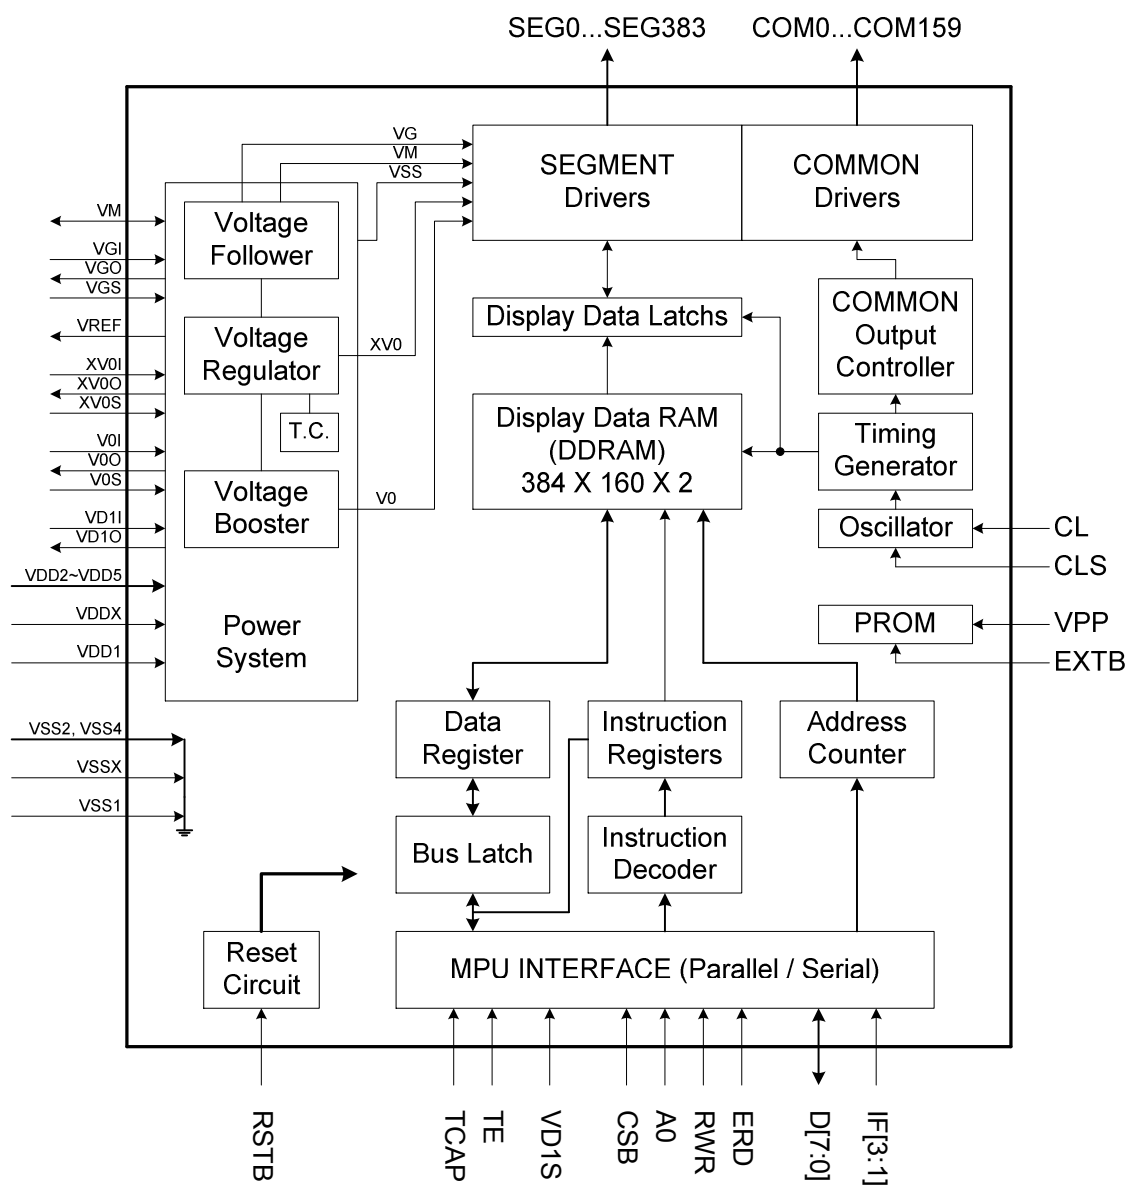 SEG0...SEG383
COM0...COM159
VG
VM
VSS
SEGMENT
Drivers
COMMON
Drivers
VM
VGI
VGO
VGS
VREF
XV0I
XV0O
XV0S
V0I
V0O
V0S
VD1I
VD1O
VDD2~VDD5
VDDX
VDD1
VSS2, VSS4
VSSX
VSS1
Voltage
Follower
Voltage
Regulator
T.C.
Voltage
Booster
Power
System
XV0
V0
Display Data Latchs
Display Data RAM
(DDRAM)
384 X 160 X 2
COMMON
Output
Controller
Timing
Generator
Oscillator
CL
CLS
PROM
VPP
EXTB
Data
Register
Instruction
Registers
Address
Counter
Bus Latch
Instruction
Decoder
Reset
Circuit
MPU INTERFACE (Parallel / Serial)
RSTB
TCAP
TE
VD1S
CSB
A0
RWR
ERD
D[7:0]
IF[3:1]